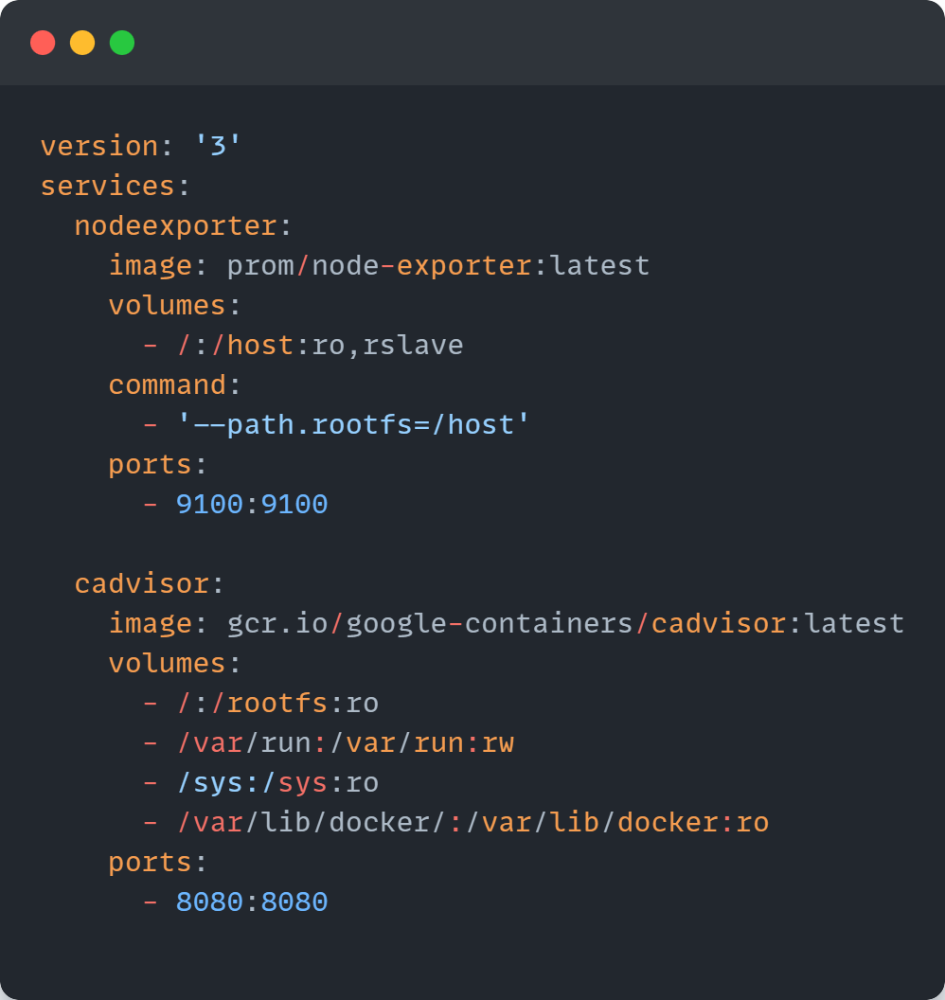 version: '3'
services:
  nodeexporter:
    image: prom/node-exporter:latest
    volumes:
      - /:/host:ro,rslave
    command:
      - '--path.rootfs=/host'
    ports:
      - 9100:9100

  cadvisor:
    image: gcr.io/google-containers/cadvisor:latest
    volumes:
      - /:/rootfs:ro
      - /var/run:/var/run:rw
      - /sys:/sys:ro
      - /var/lib/docker/:/var/lib/docker:ro
    ports:
      - 8080:8080